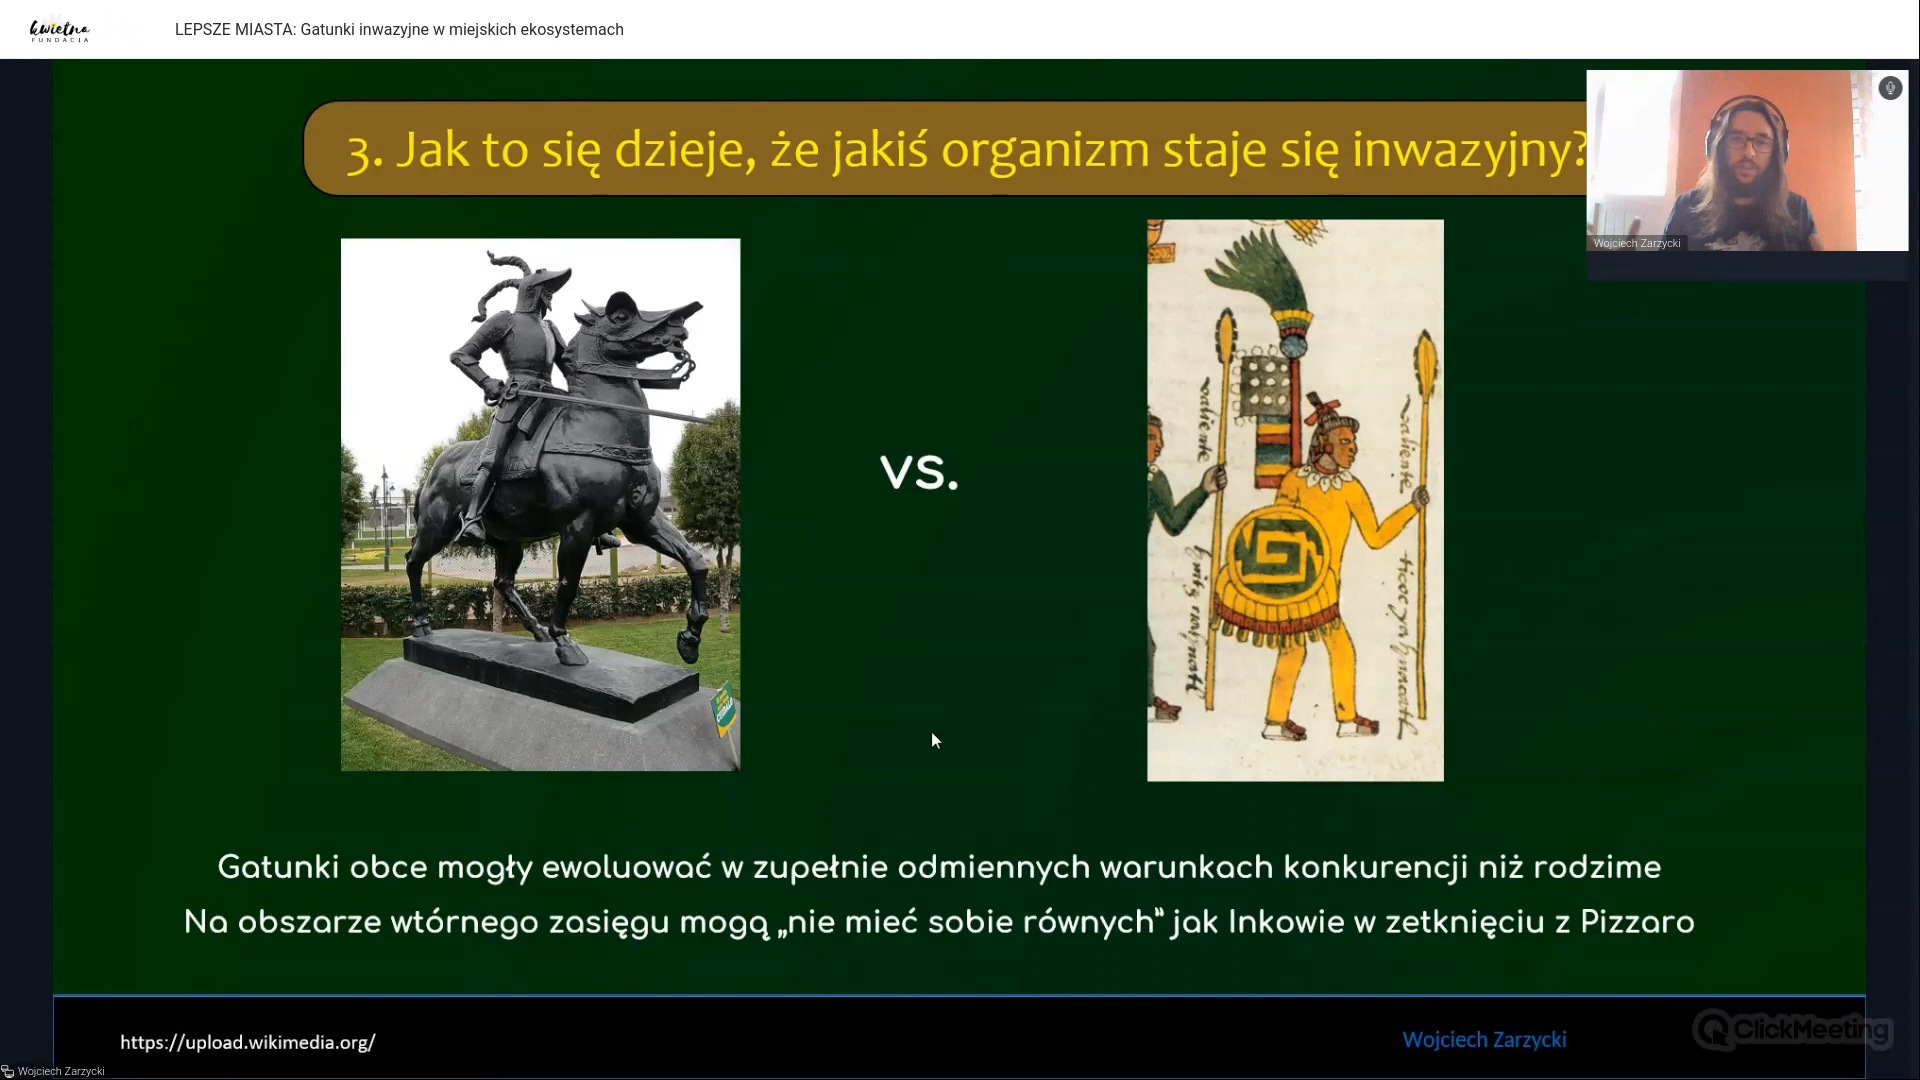 kwietna
FUNDACJA
LEPSZE MIASTA: Gatunki inwazyjne w miejskich ekosystemach
3. Jak to się dzieje, że jakiś organizm staje się inwazyjny?
Wojciech Zarzycki
vs.
valiente
valiente
Gatunki obce mogły ewoluować w zupełnie odmiennych warunkach konkurencji niż rodzime
Na obszarze wtórnego zasięgu mogą „nie mieć sobie równych” jak Inkowie w zetknięciu z Pizzaro
https://upload.wikimedia.org/
Wojciech Zarzycki
ClickMeeting
Wojciech Zarzycki